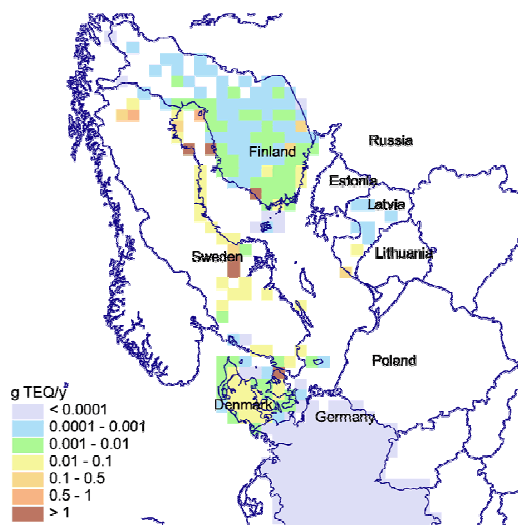 Russia
Finland
Estonia
Latvia
Sweden
Lithuania
Poland
g TEQ/y
Denmark
Germany
< 0.0001
0.0001 - 0.001
0.001 - 0.01
0.01 - 0.1
0.1 - 0.5
0.5 - 1
> 1